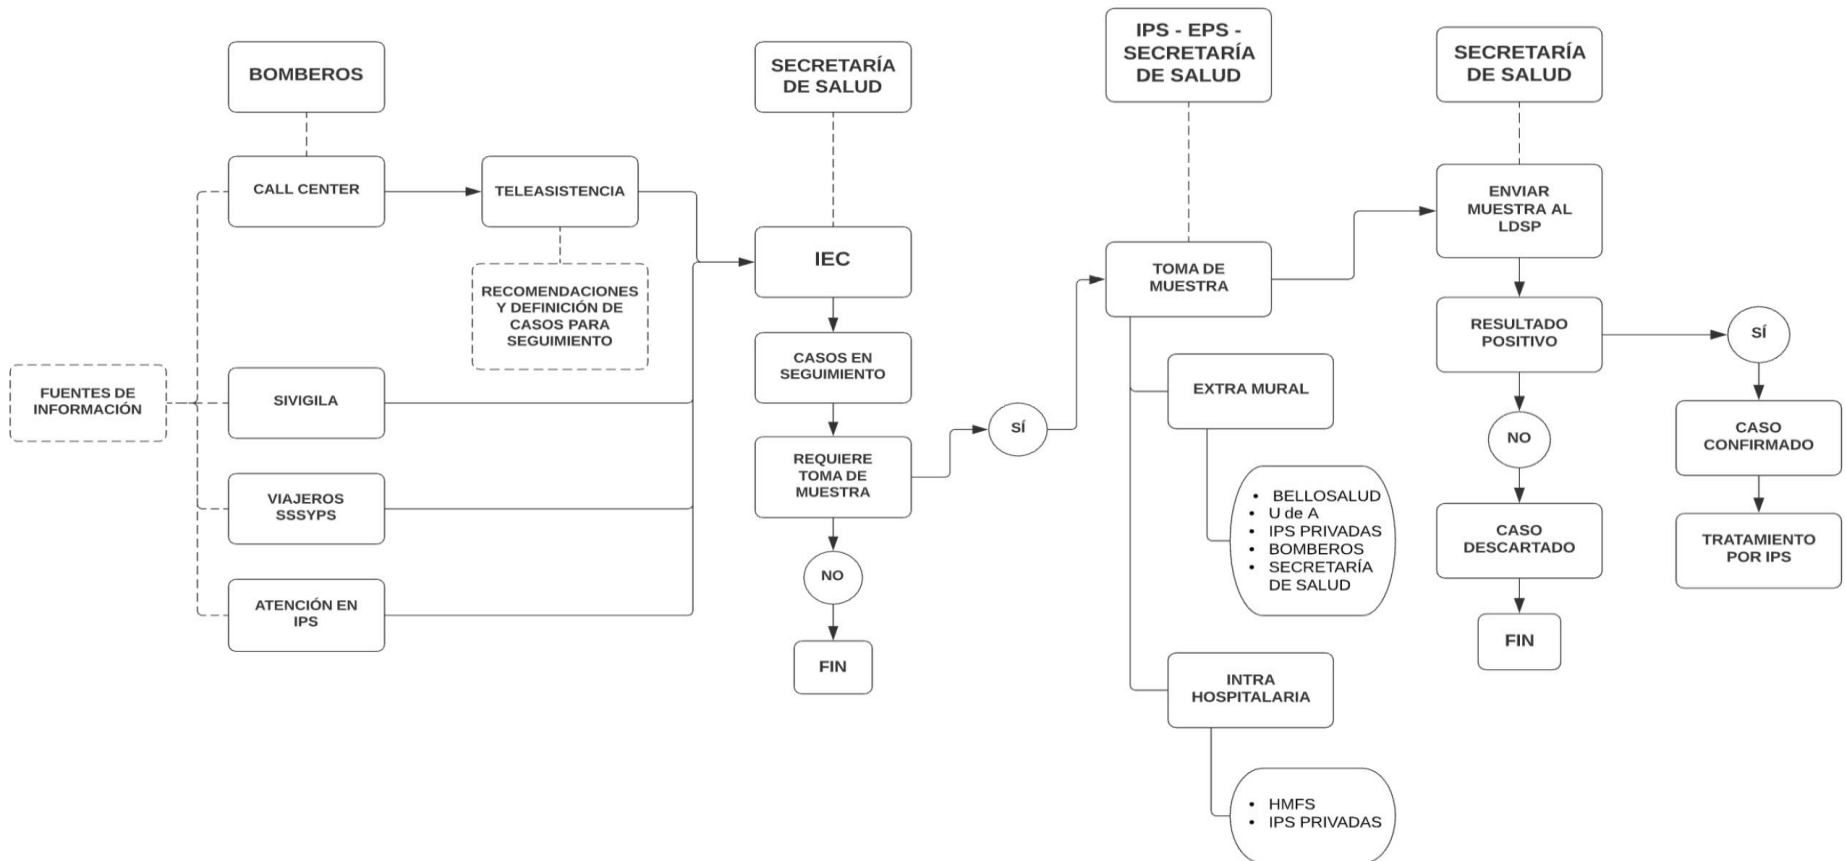 BOMBEROS
CALL CENTER
TELEASISTENCIA
RECOMENDACIONES
Y DEFINICIÓN DE
CASOS PARA
SEGUIMIENTO
FUENTES DE
INFORMACIÓN
SIVIGILA
VIAJEROS
SSSYPS
ATENCIÓN EN
IPS
SECRETARÍA
DE SALUD
IEC
CASOS EN
SEGUIMIENTO
REQUIERE
TOMA DE
MUESTRA
NO
FIN
SÍ
IPS - EPS -
SECRETARÍA
DE SALUD
TOMA DE
MUESTRA
EXTRA MURAL
• BELLOSALUD
• U de A
• IPS PRIVADAS
• BOMBEROS
• SECRETARÍA
DE SALUD
INTRA
HOSPITALARIA
• HMFS
• IPS PRIVADAS
SECRETARÍA
DE SALUD
ENVIAR
MUESTRA AL
LDSP
RESULTADO
POSITIVO
NO
CASO
DESCARTADO
FIN
SÍ
CASO
CONFIRMADO
TRATAMIENTO
POR IPS